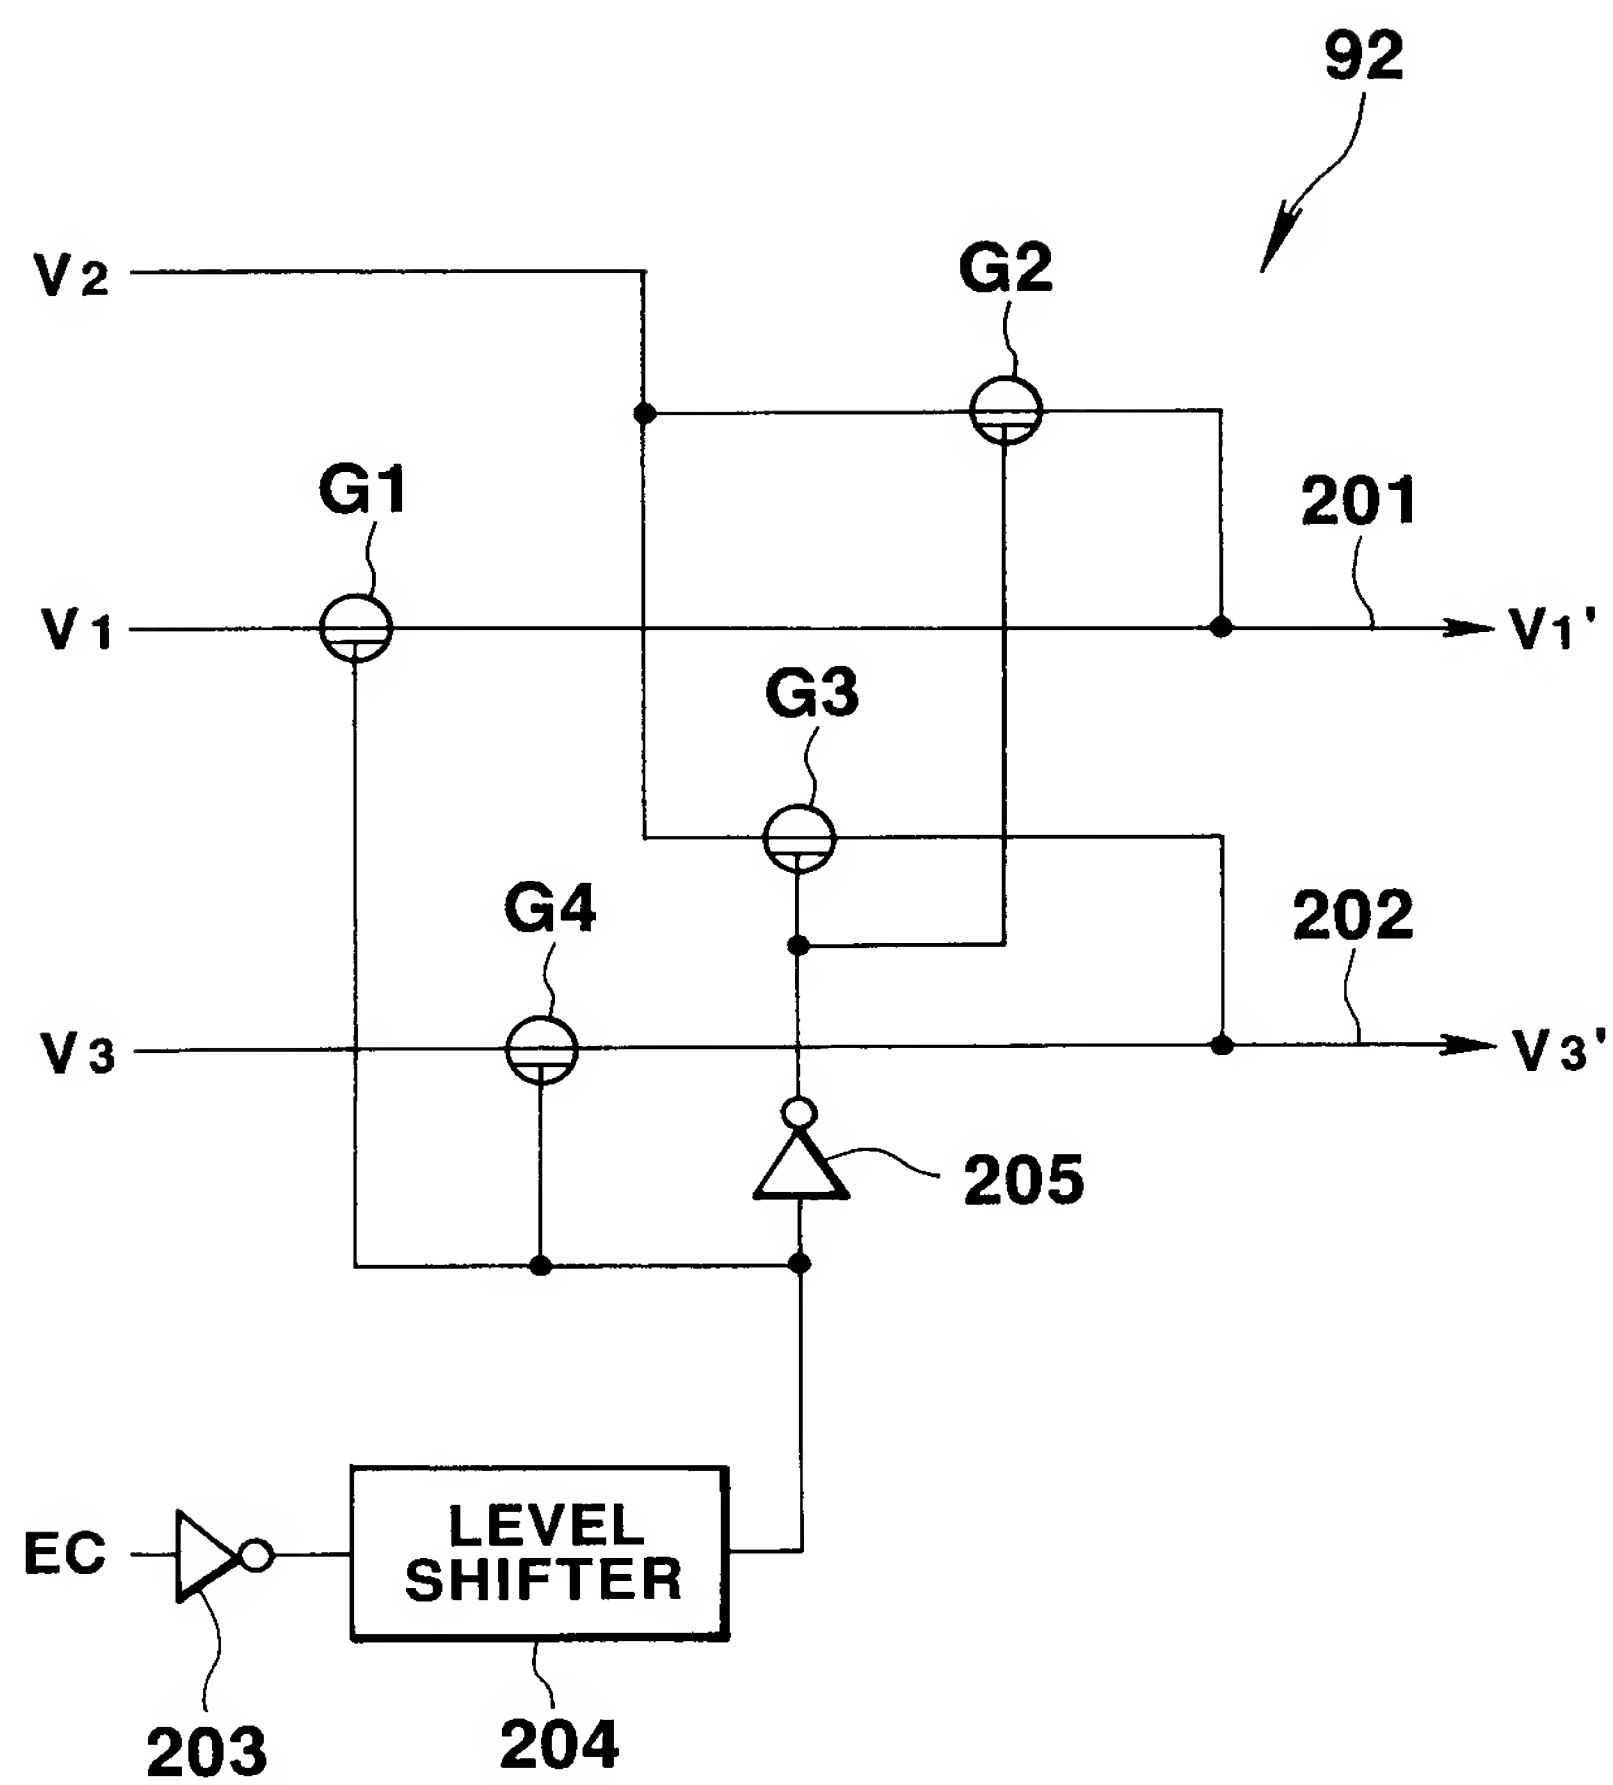 92
V2
G2
G1
201
V1
V1'
G3
G4
202
V3
V3'
205
EC
LEVEL
SHIFTER
203
204